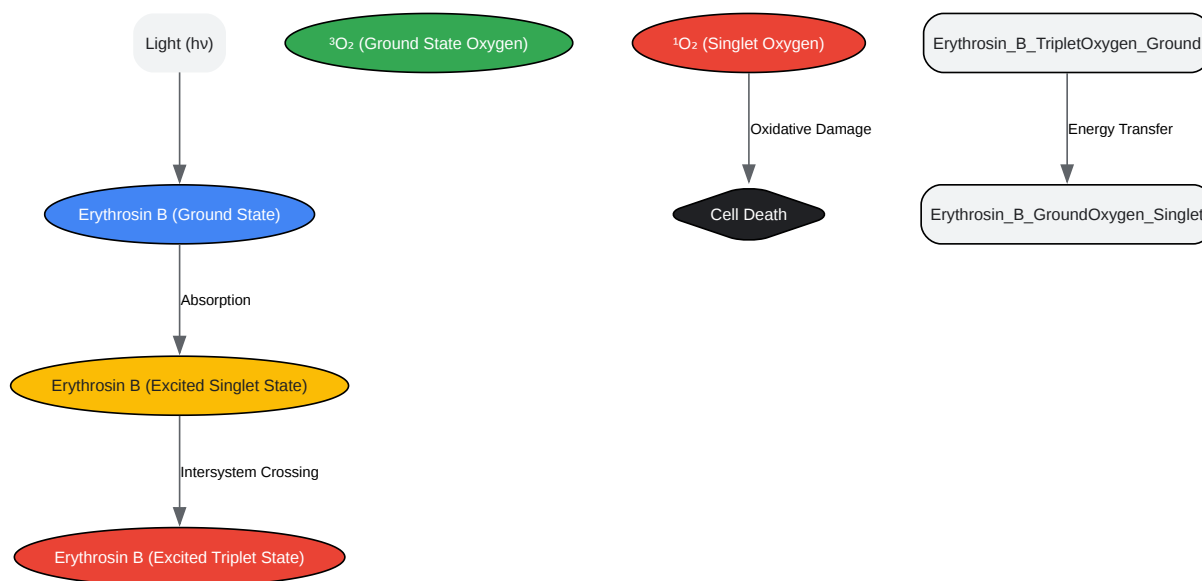 Light (hν)
³O₂ (Ground State Oxygen)
¹O₂ (Singlet Oxygen)
Erythrosin_B_TripletOxygen_Ground
Oxidative Damage
Energy Transfer
Erythrosin B (Ground State)
Cell Death
Erythrosin_B_GroundOxygen_Singlet
Absorption
Erythrosin B (Excited Singlet State)
Intersystem Crossing
Erythrosin B (Excited Triplet State)